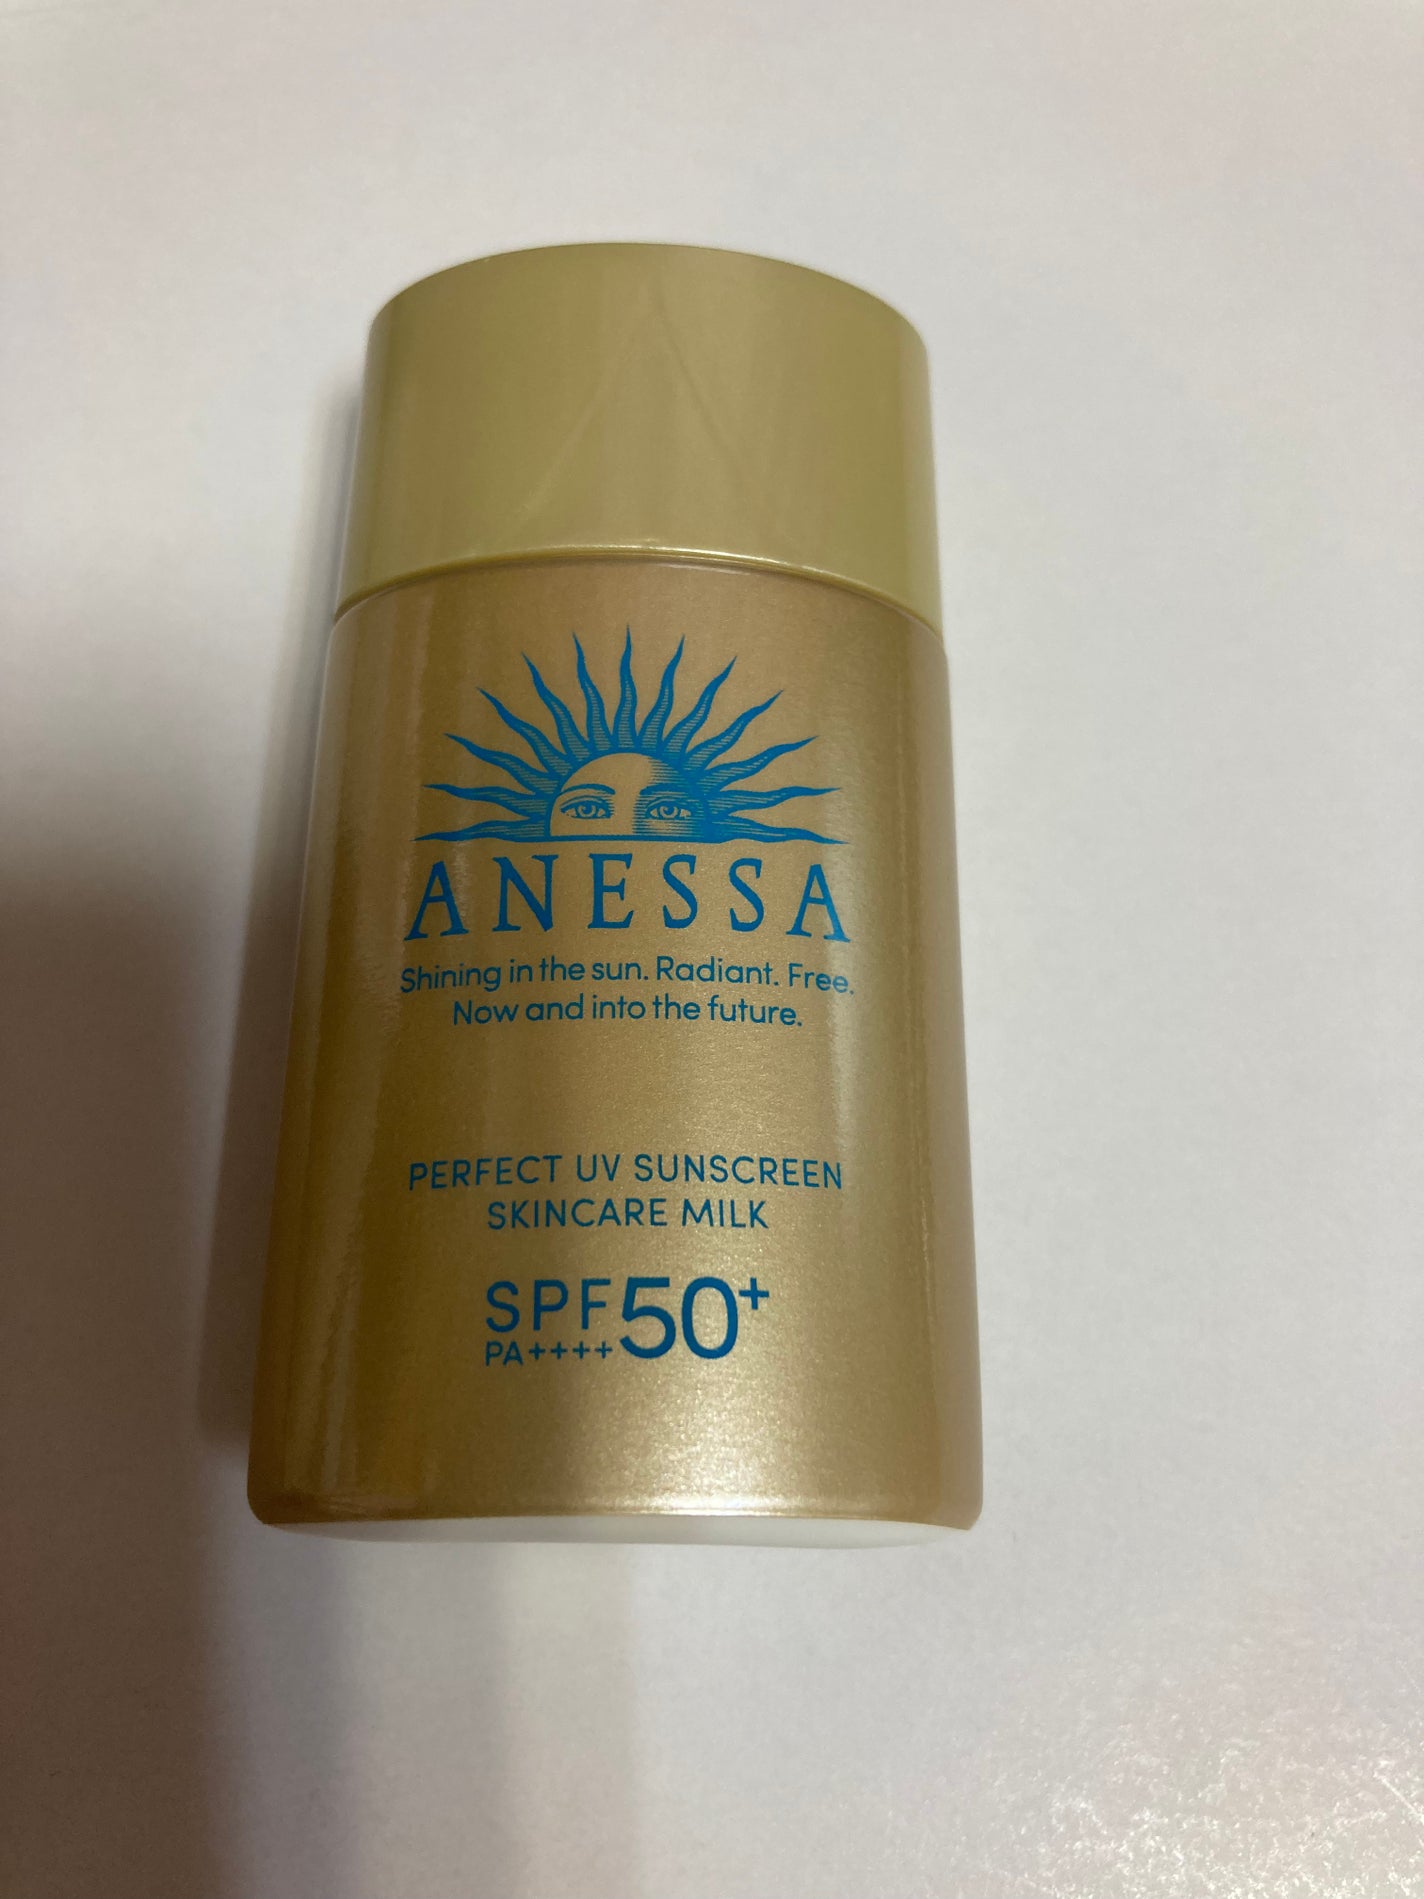 ANESSA
Shining in the sun. Radiant. Free.
Now and into the future.
PERFECT UV SUNSCREEN
SKINCARE MILK
SPF50+
PA++++